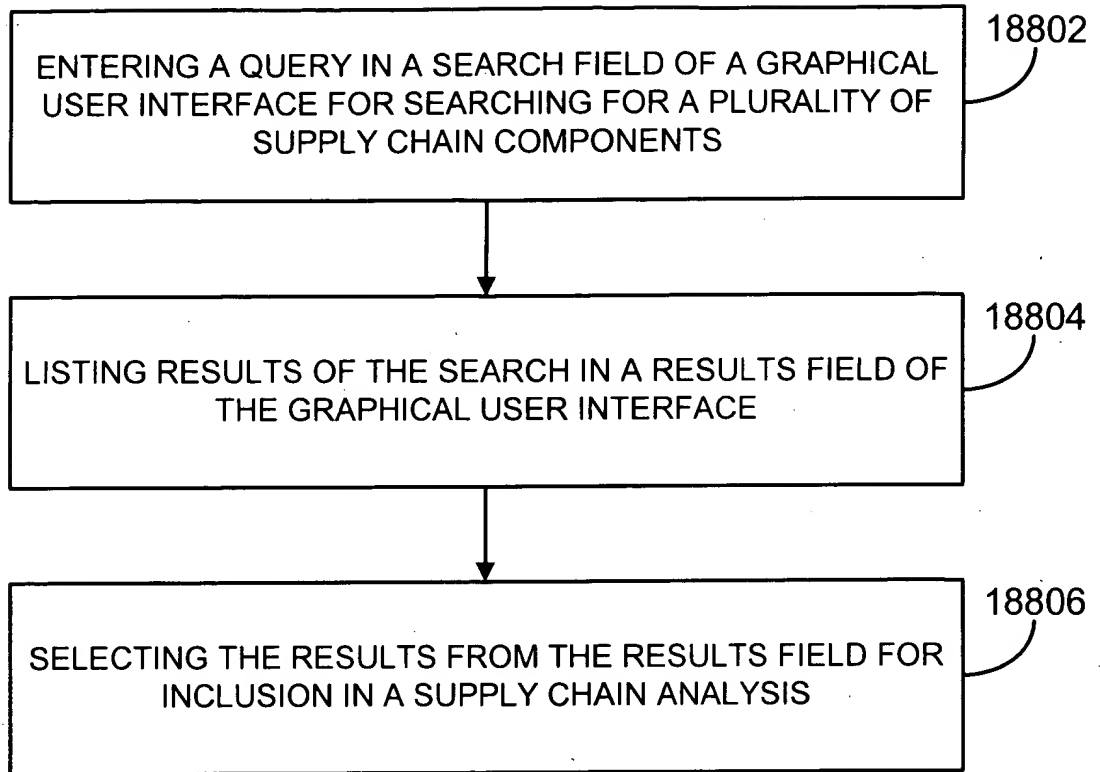 18802
ENTERING A QUERY IN A SEARCH FIELD OF A GRAPHICAL
USER INTERFACE FOR SEARCHING FOR A PLURALITY OF
SUPPLY CHAIN COMPONENTS
18804
LISTING RESULTS OF THE SEARCH IN A RESULTS FIELD OF
THE GRAPHICAL USER INTERFACE
18806
SELECTING THE RESULTS FROM THE RESULTS FIELD FOR
INCLUSION IN A SUPPLY CHAIN ANALYSIS